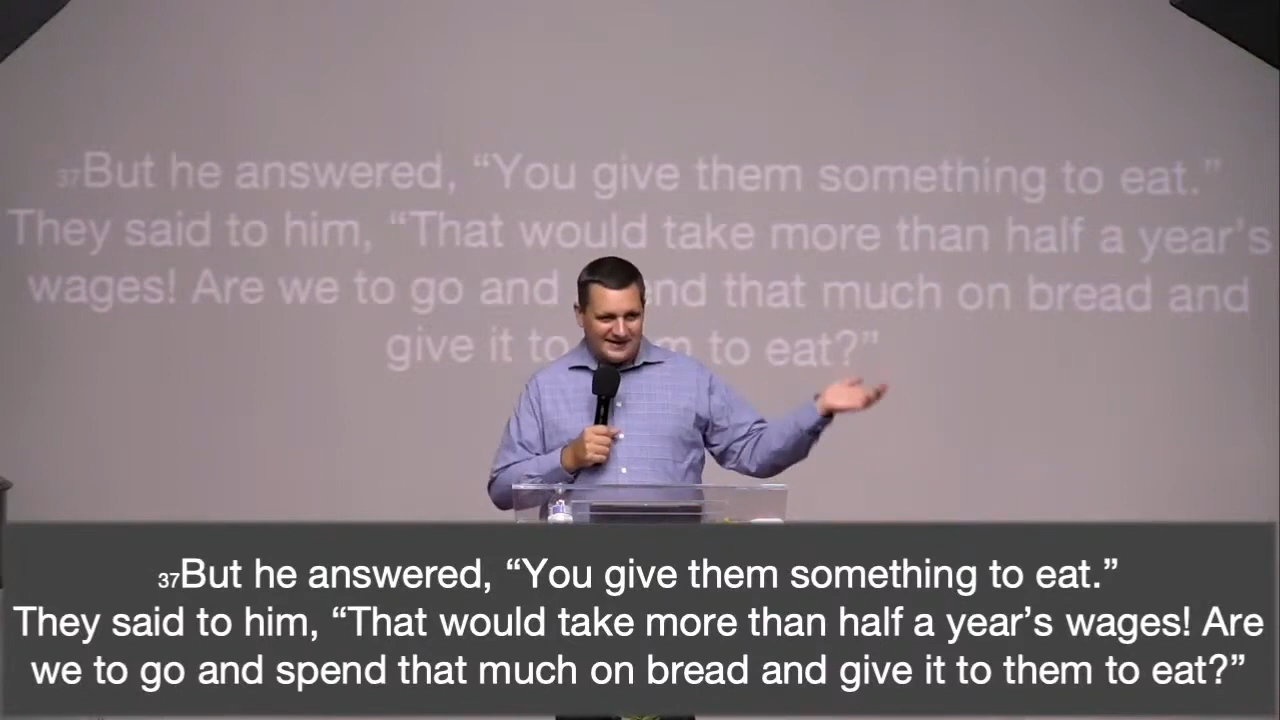 37But he answered, “You give them something to eat.”
They said to him, “That would take more than half a year’s
wages! Are we to go and nd that much on bread and
give it to m to eat?”
37But he answered, “You give them something to eat.”
They said to him, “That would take more than half a year’s wages! Are
we to go and spend that much on bread and give it to them to eat?”